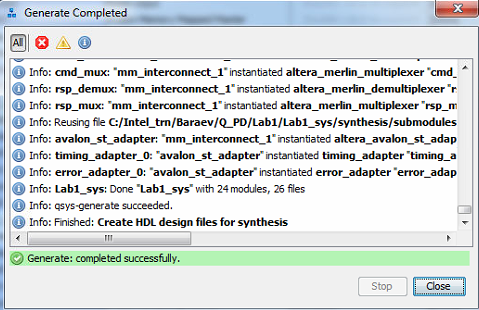 Generate Completed
All
Info: cmd_mux: "mm_interconnect_1" instantiated altera_merlin_multiplexer "cmd_
Info: rsp_demux: "mm_interconnect_1" instantiated altera_merlin_demultiplexer "r
Info: rsp_mux: "mm_interconnect_1" instantiated altera_merlin_multiplexer "rsp_m
Info: Reusing file C:/Intel_trn/Baraev/Q_PD/Lab1/Lab1_sys/synthesis/submodules
Info: avalon_st_adapter: "mm_interconnect_1" instantiated altera_avalon_st_adap
Info: timing_adapter_0: "avalon_st_adapter" instantiated timing_adapter "timing_a
Info: error_adapter_0: "avalon_st_adapter" instantiated error_adapter "error_adap
Info: Lab1_sys: Done "Lab1_sys" with 24 modules, 26 files
Info: qsys-generate succeeded.
Info: Finished: Create HDL design files for synthesis
Generate: completed successfully.
Stop
Close